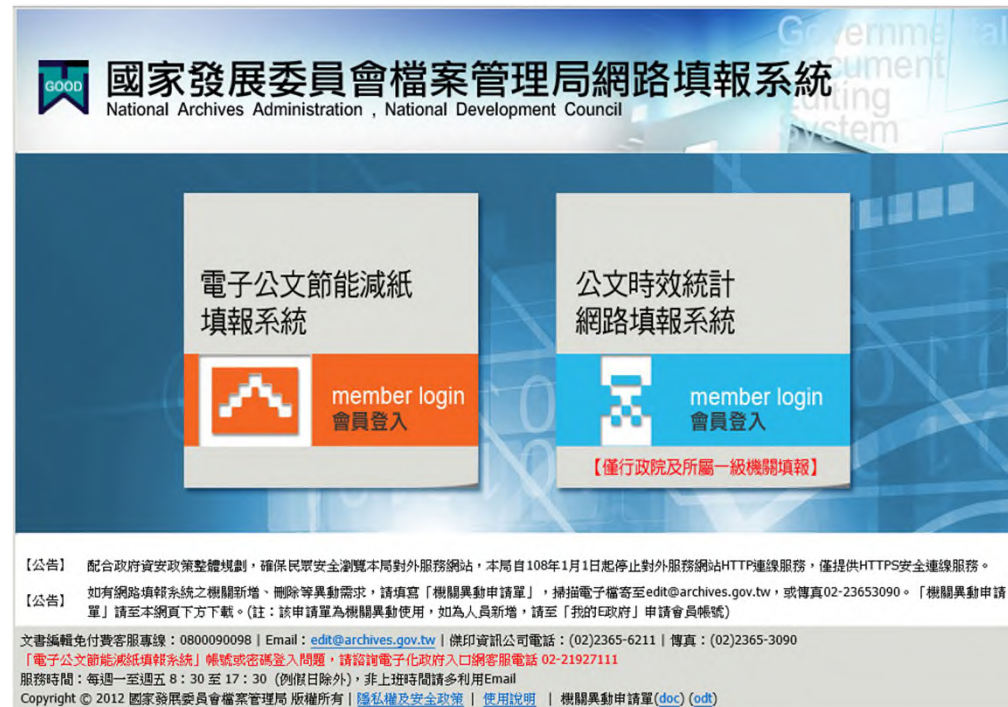 Governmental
Document
Editing
System
GOOD
國家發展委員會檔案管理局網路填報系統
National Archives Administration , National Development Council
電子公文節能減紙
填報系統
member login
會員登入
公文時效統計
網路填報系統
member login
會員登入
【僅行政院及所屬一級機關填報】
【公告】 配合政府資安政策整體規劃，確保民眾安全瀏覽本局對外服務網站，本局自108年1月1日起停止對外服務網站HTTP連線服務，僅提供HTTPS安全連線服務。
【公告】 如有網路填報系統之機關新增、刪除等異動需求，請填寫「機關異動申請單」，掃描電子檔寄至edit@archives.gov.tw，或傳真02-23653090。「機關異動申請
單」請至本網頁下方下載。(註：該申請單為機關異動使用，如為人員新增，請至「我的E政府」申請會員帳號)
文書編輯免付費客服專線：0800090098 | Email：edit@archives.gov.tw | 傑印資訊公司電話：(02)2365-6211 | 傳真：(02)2365-3090
「電子公文節能減紙填報系統」帳號或密碼登入問題，請諮詢電子化政府入口網客服電話 02-21927111
服務時間：每週一至週五 8：30 至 17：30 (例假日除外)，非上班時間請多利用Email
Copyright © 2012 國家發展委員會檔案管理局 版權所有 | 隱私權及安全政策 | 使用說明 | 機關異動申請單(doc) (odt)